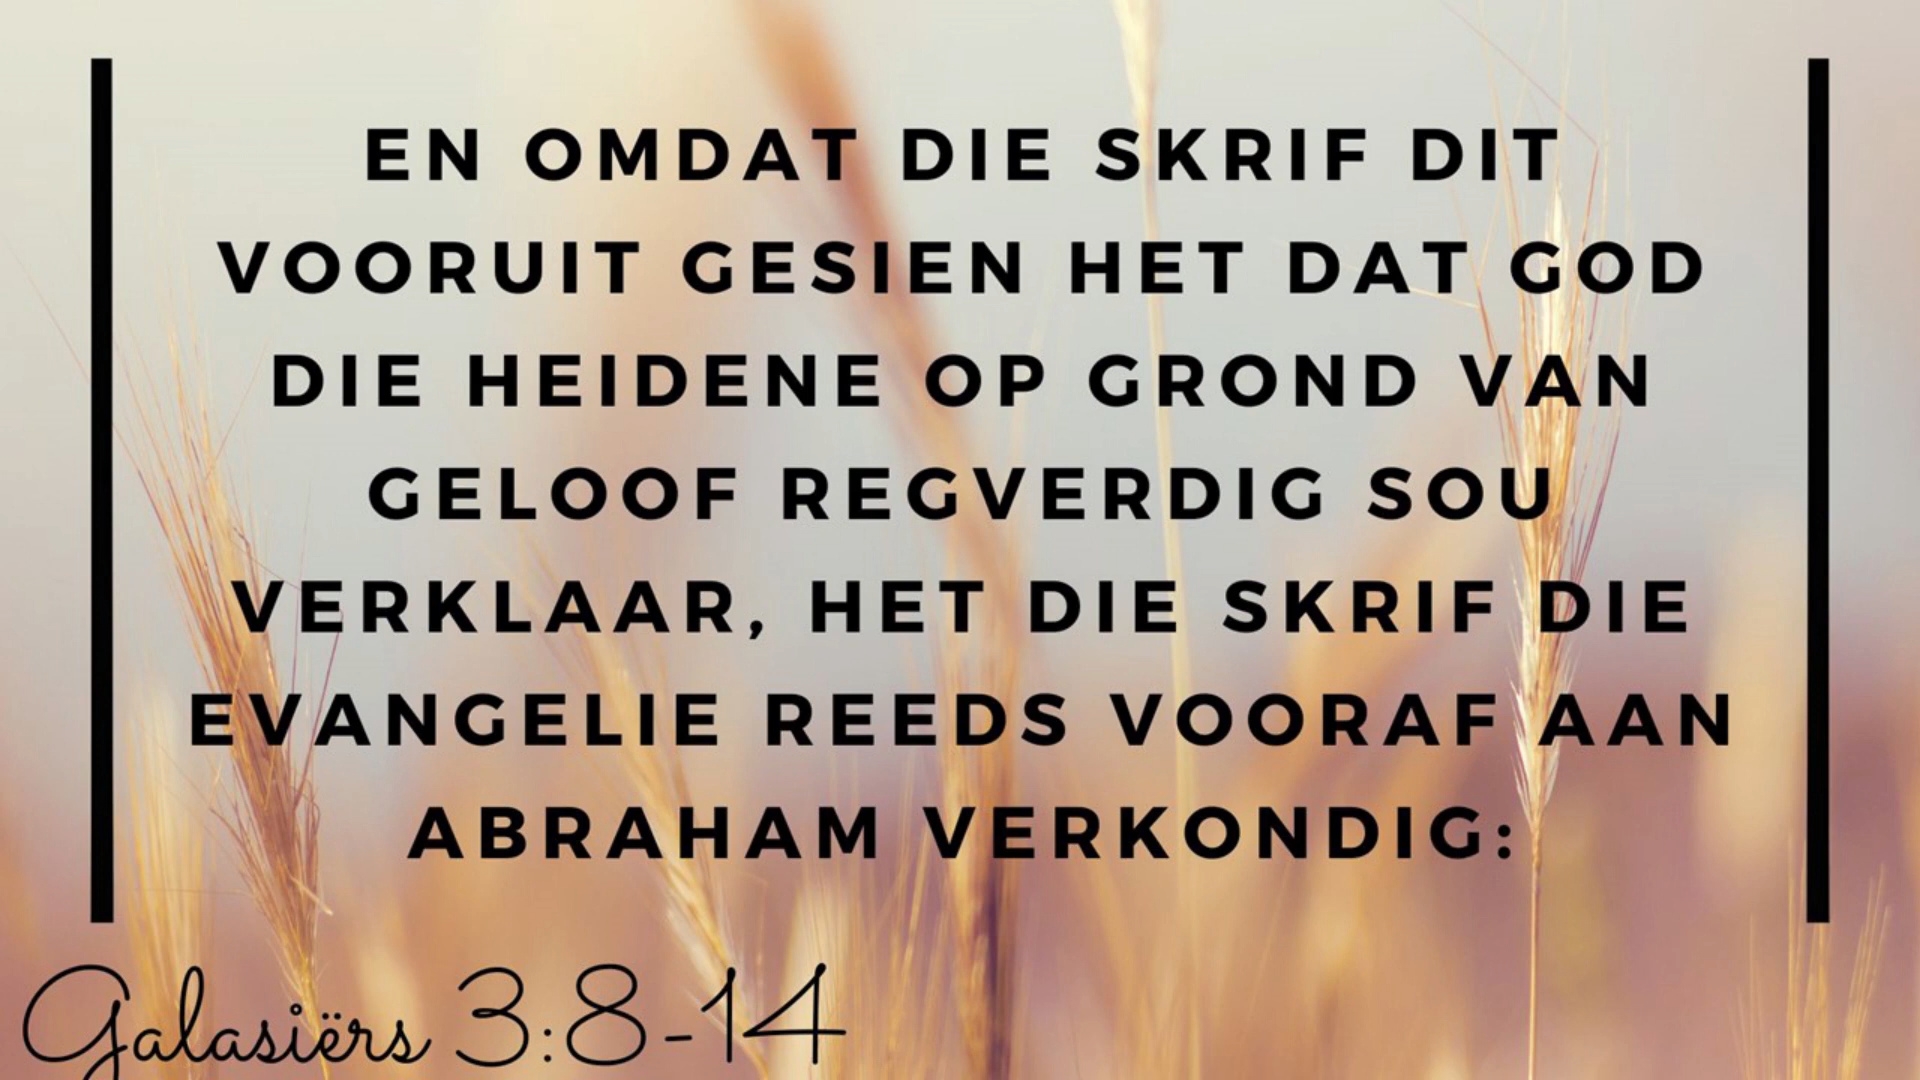 EN OMDAT DIE SKRIF DIT
VOORUIT GESIEN HET DAT GOD
DIE HEIDENE OP GROND VAN
GELOOF REGVERDIG SOU
VERKLAAR, HET DIE SKRIF DIE
EVANGELIE REEDS VOORAF AAN
ABRAHAM VERKONDIG:
Galasiërs 3:8-14